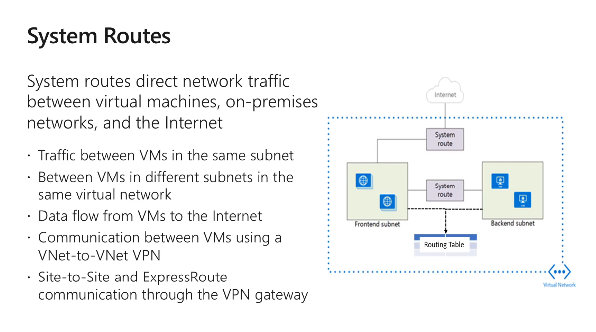 System Routes
System routes direct network traffic
between virtual machines, on-premises
networks, and the Internet
· Traffic between VMs in the same subnet
· Between VMs in different subnets in the
same virtual network
· Data flow from VMs to the Internet
· Communication between VMs using a
VNet-to-VNet VPN
· Site-to-Site and ExpressRoute
communication through the VPN gateway
Internet
System
route
System
route
Frontend subnet
Backend subnet
Routing Table
Virtual Network